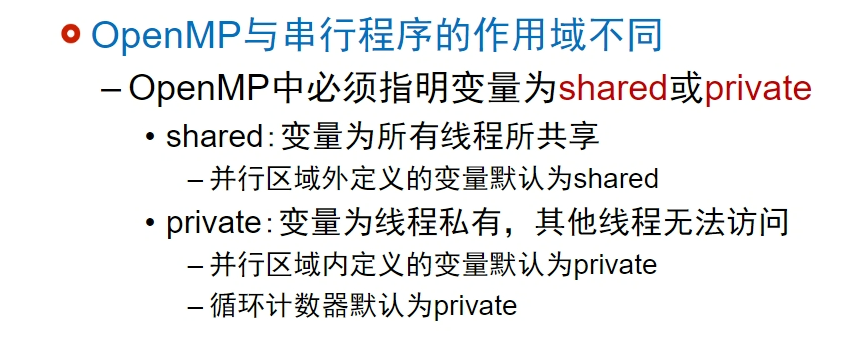 OpenMP与串行程序的作用域不同
– OpenMP中必须指明变量为shared或private
• shared:变量为所有线程所共享
– 并行区域外定义的变量默认为shared
• private:变量为线程私有，其他线程无法访问
– 并行区域内定义的变量默认为private
– 循环计数器默认为private